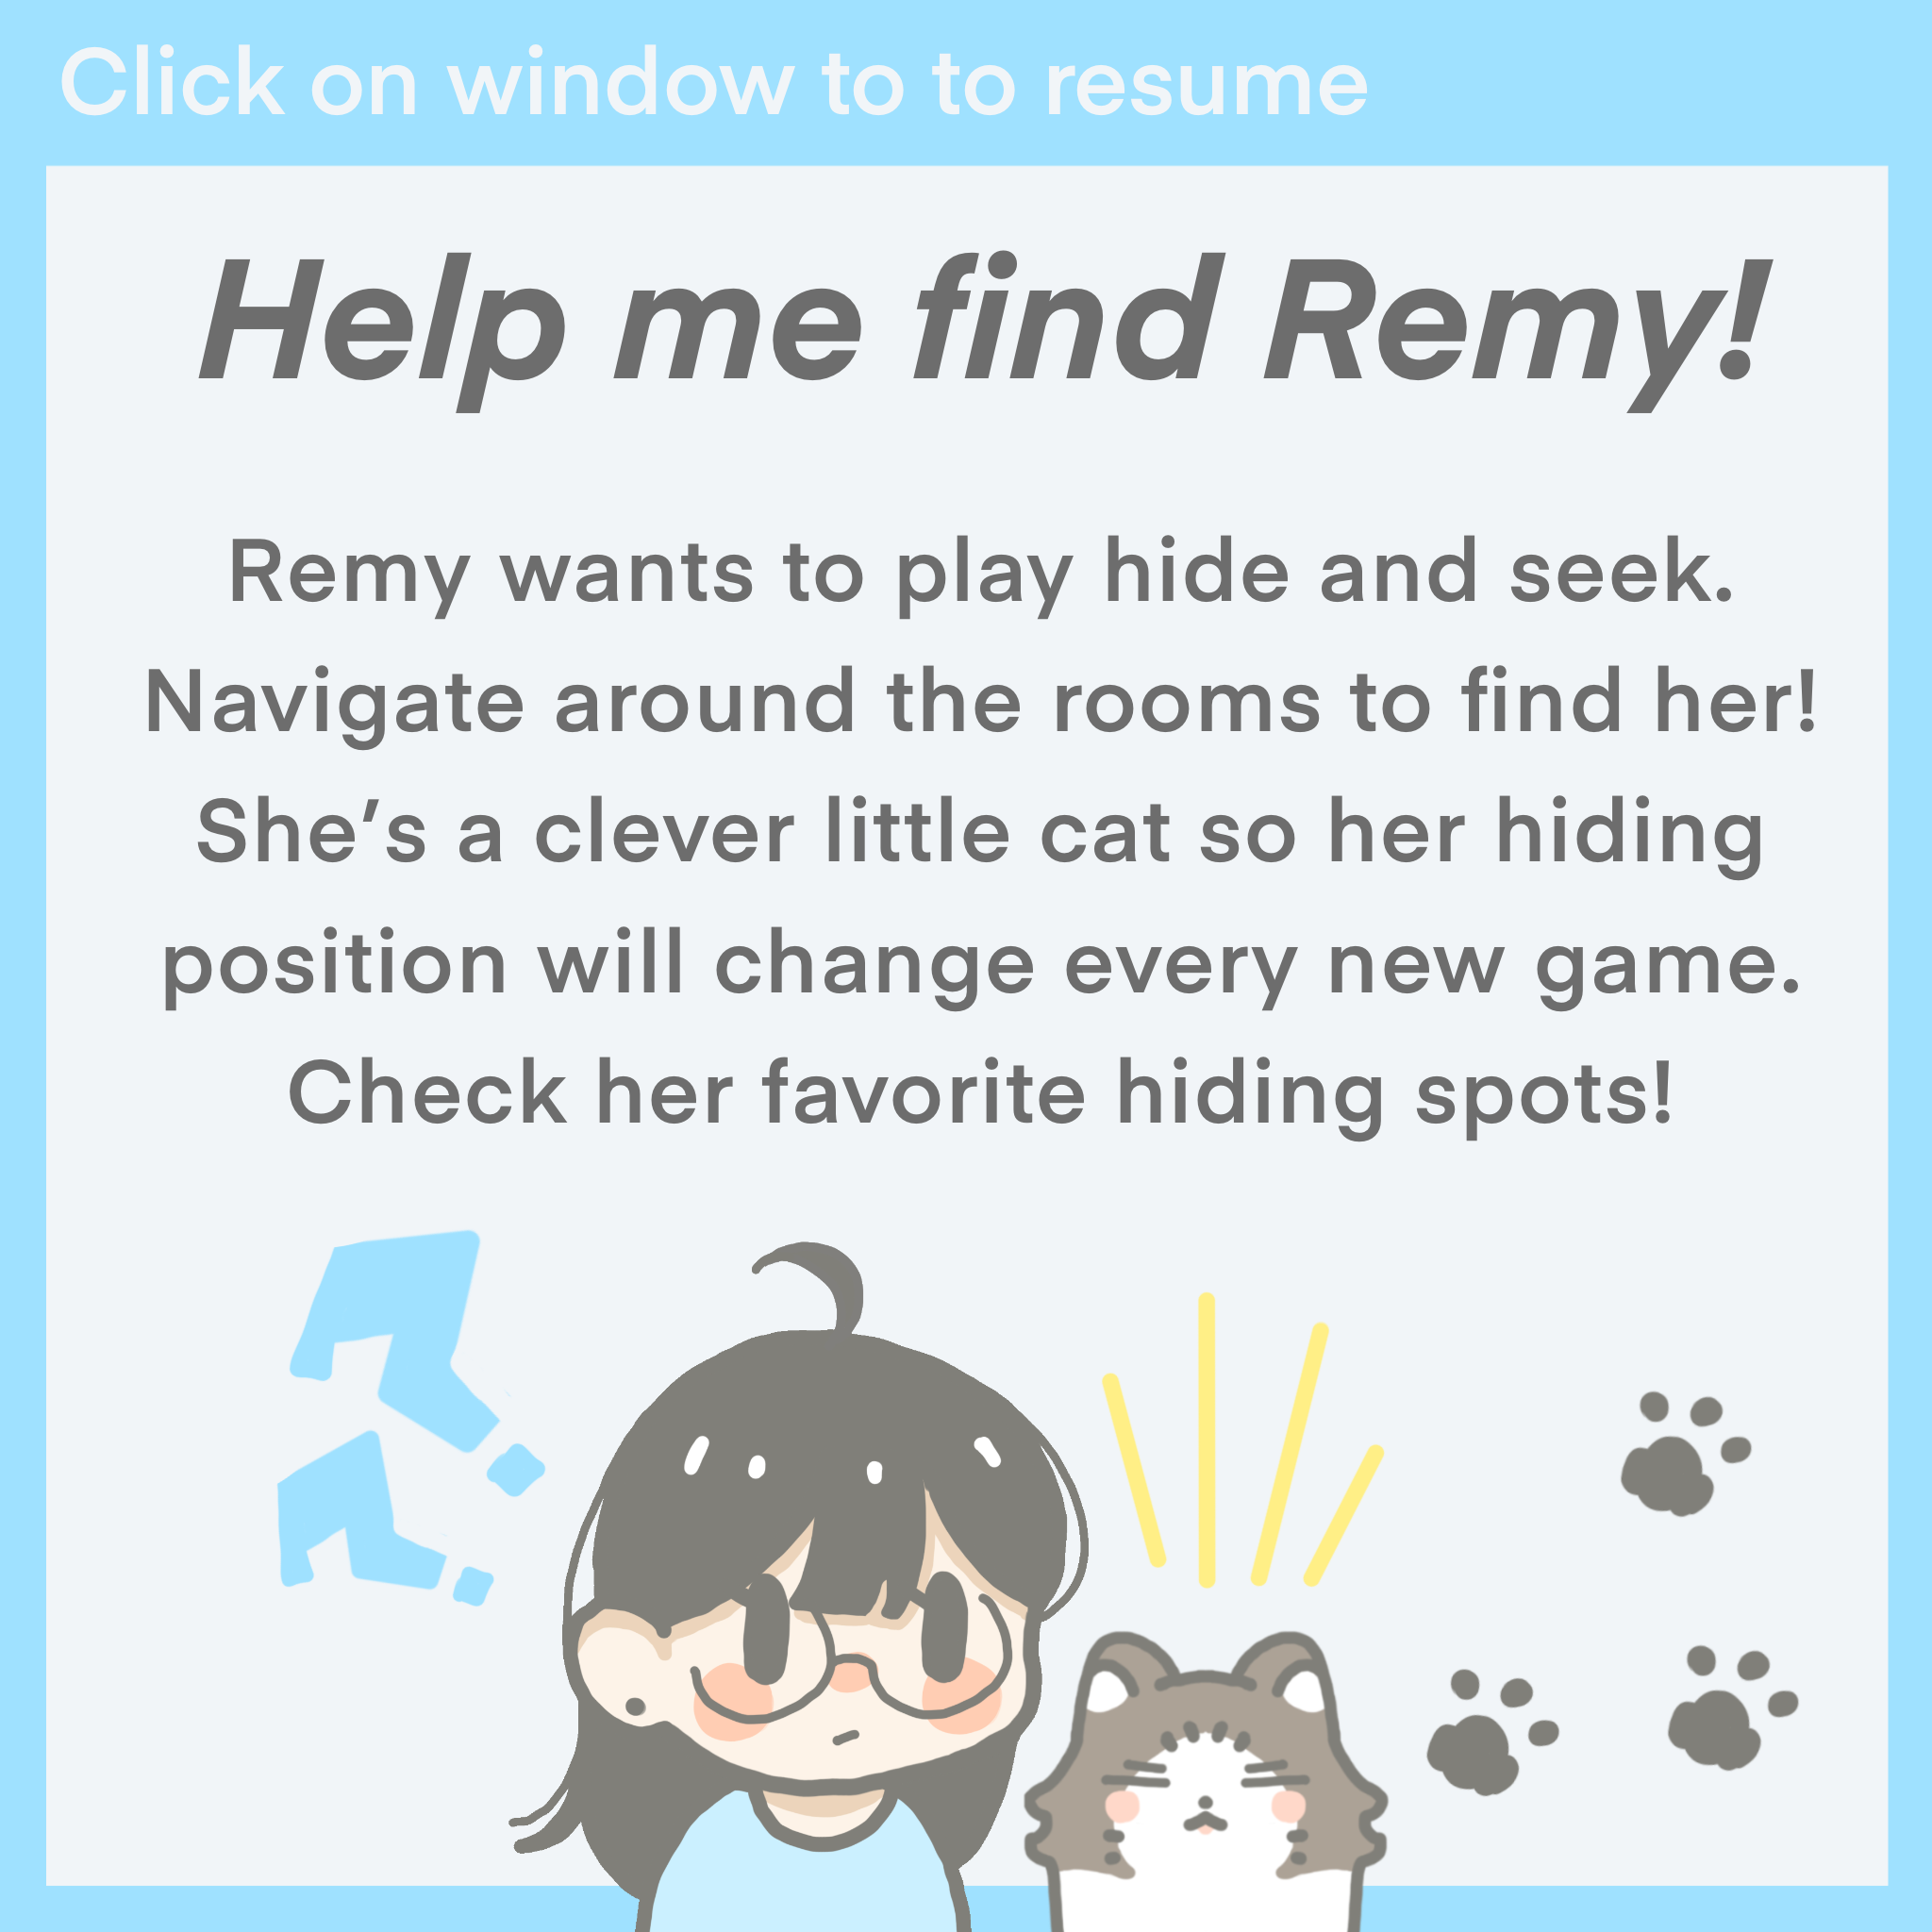 Click on window to to resume
Help me find Remy!
Remy wants to play hide and seek.
Navigate around the rooms to find her!
She's a clever little cat so her hiding
position will change every new game.
Check her favorite hiding spots!
??